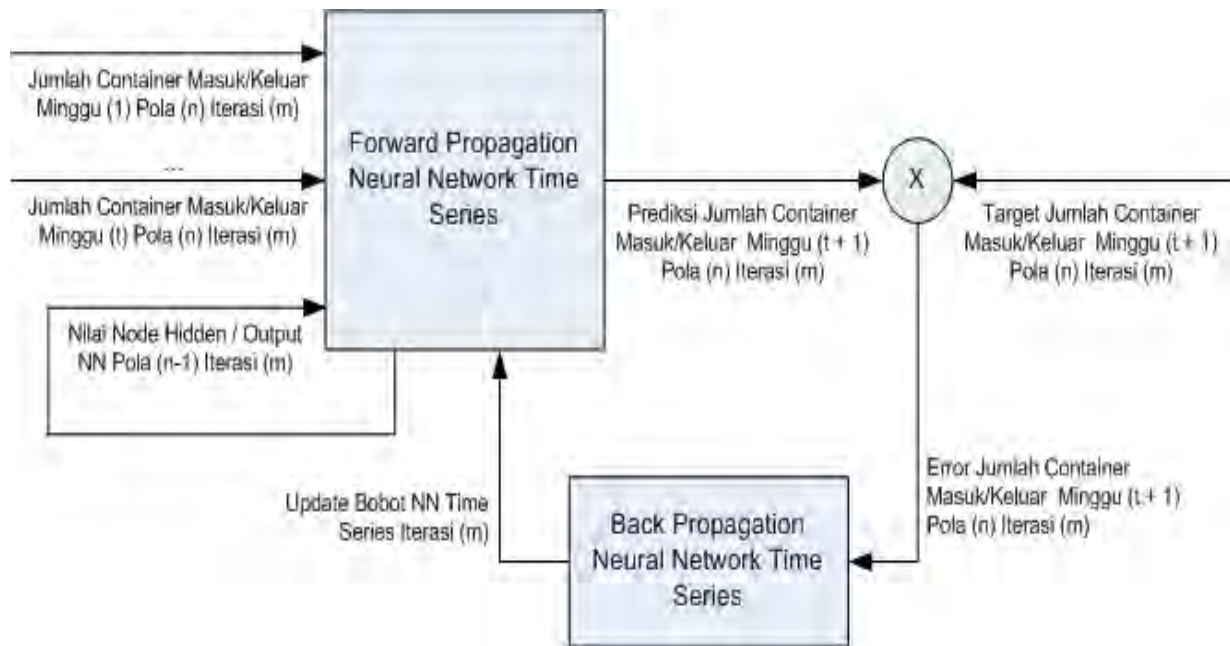 Jumlah Container Masuk/Keluar
Minggu (1) Pola (n) Iterasi (m)
...
Jumlah Container Masuk/Keluar
Minggu (t) Pola (n) Iterasi (m)
Nilai Node Hidden / Output
NN Pola (n-1) Iterasi (m)
Forward Propagation
Neural Network Time
Series
Prediksi Jumlah Container
Masuk/Keluar Minggu (t + 1)
Pola (n) Iterasi (m)
X
Target Jumlah Container
Masuk/Keluar Minggu (t + 1)
Pola (n) Iterasi (m)
Error Jumlah Container
Masuk/Keluar Minggu (t + 1)
Pola (n) Iterasi (m)
Update Bobot NN Time
Series Iterasi (m)
Back Propagation
Neural Network Time
Series